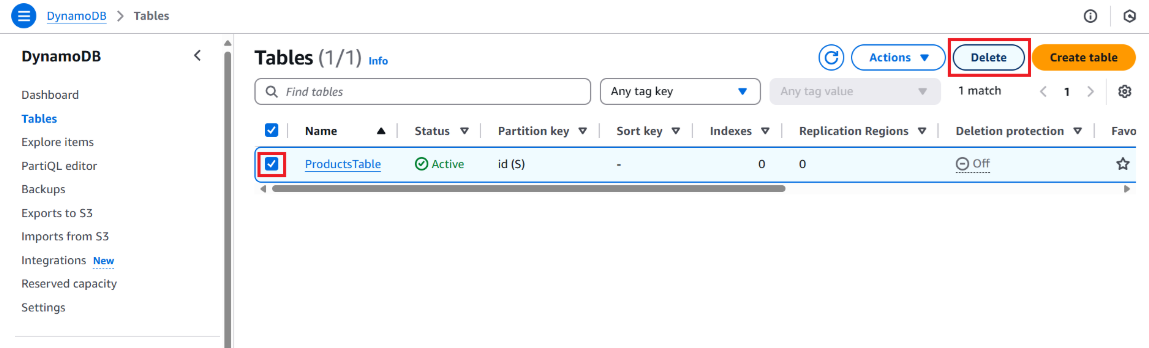 DynamoDB > Tables
DynamoDB
Dashboard
Tables
Explore items
PartiQL editor
Backups
Exports to S3
Imports from S3
Integrations New
Reserved capacity
Settings
Tables (1/1) Info
Actions
Delete
Create table
Find tables
Any tag key
Any tag value
1 match
1
Name Status Partition key Sort key Indexes Replication Regions Deletion protection Favo
ProductsTable Active id (S) - 0 0 Off